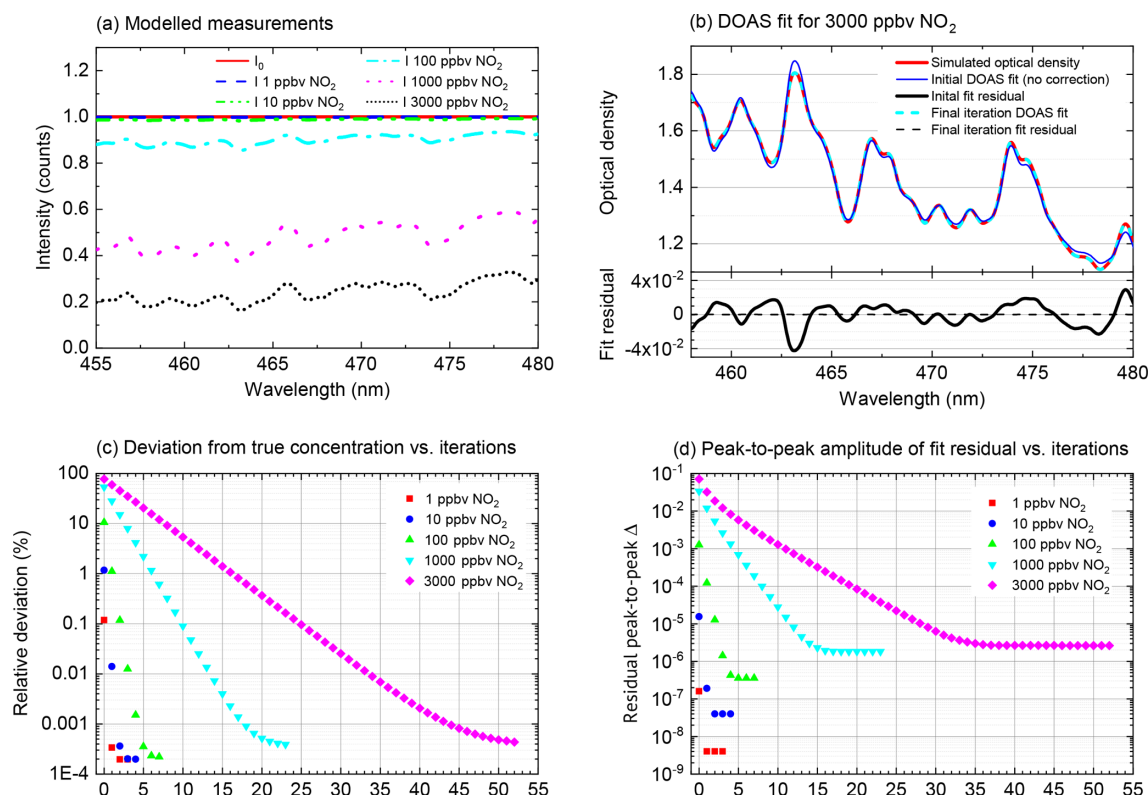 (a) Modelled measurements
I₀
I 1 ppbv NO₂
I 10 ppbv NO₂
I 100 ppbv NO₂
I 1000 ppbv NO₂
I 3000 ppbv NO₂
Intensity (counts)
1.2
1.0
0.8
0.6
0.4
0.2
0.0
455 460 465 470 475 480
Wavelength (nm)
(b) DOAS fit for 3000 ppbv NO₂
Simulated optical density
Initial DOAS fit (no correction)
Inital fit residual
Final iteration DOAS fit
Final iteration fit residual
Optical density
1.8
1.6
1.4
1.2
Fit residual
4x10⁻²
0
-4x10⁻²
460 465 470 475 480
Wavelength (nm)
(c) Deviation from true concentration vs. iterations
1 ppbv NO₂
10 ppbv NO₂
100 ppbv NO₂
1000 ppbv NO₂
3000 ppbv NO₂
Relative deviation (%)
100
10
1
0.1
0.01
0.001
1E-4
0 5 10 15 20 25 30 35 40 45 50 55
(d) Peak-to-peak amplitude of fit residual vs. iterations
1 ppbv NO₂
10 ppbv NO₂
100 ppbv NO₂
1000 ppbv NO₂
3000 ppbv NO₂
Residual peak-to-peak Δ
10⁻¹
10⁻²
10⁻³
10⁻⁴
10⁻⁵
10⁻⁶
10⁻⁷
10⁻⁸
10⁻⁹
0 5 10 15 20 25 30 35 40 45 50 55